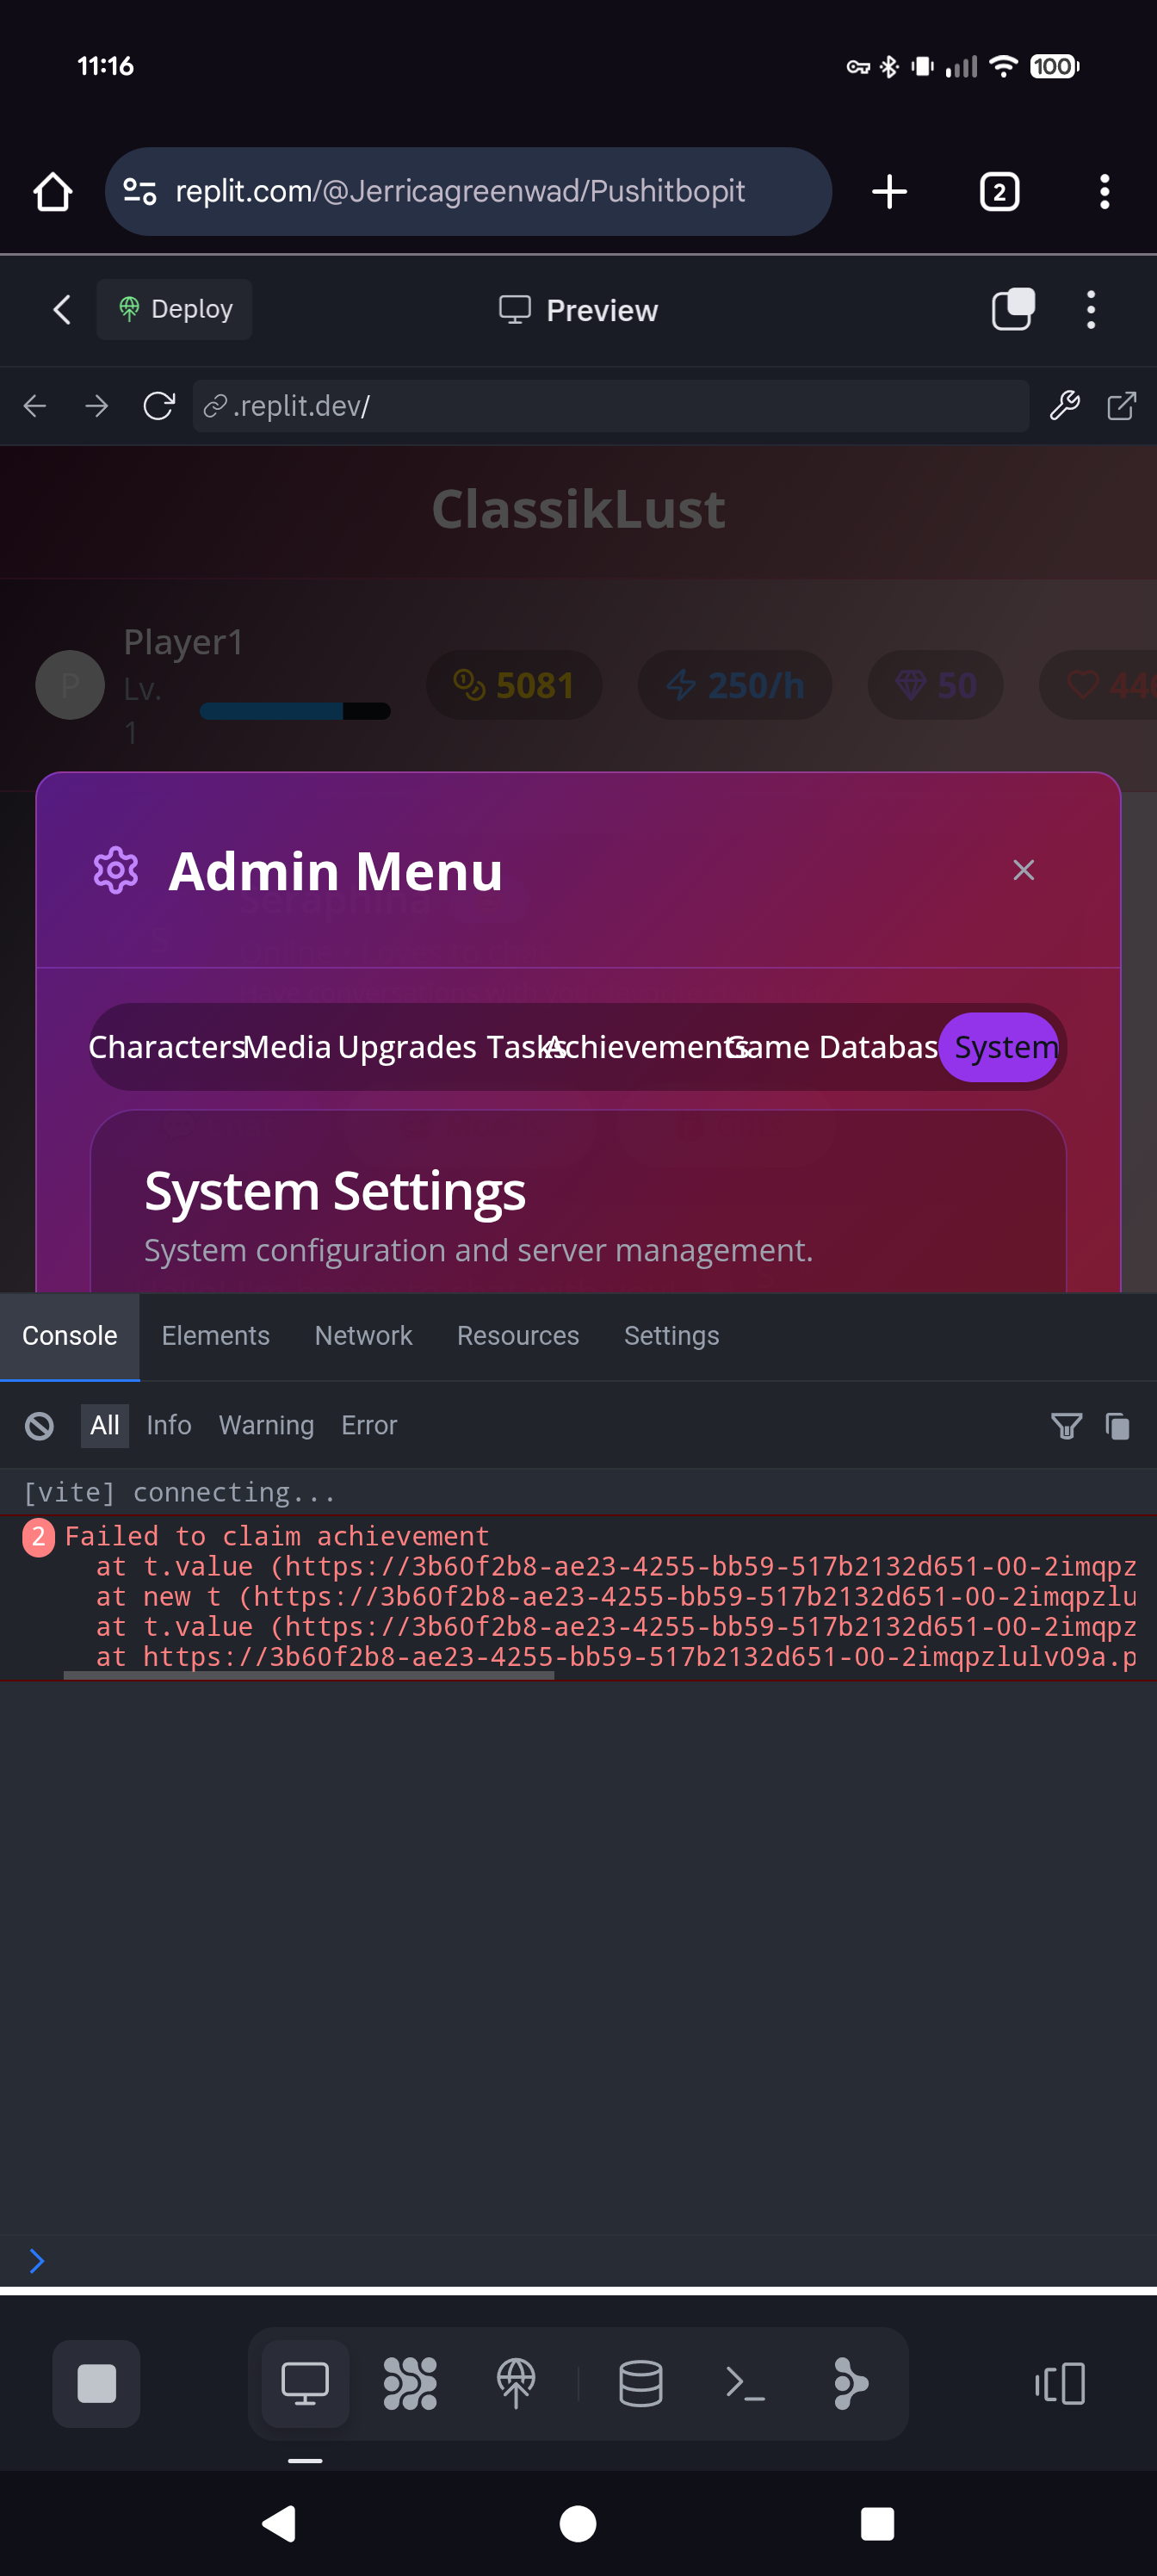 11:16
100
replit.com/@Jerricagreenwad/Pushitbopit
2
Deploy
Preview
.replit.dev/
ClassikLust
P
Player1
Lv.
1
5081
250/h
50
Admin Menu
Seraphina
Characters Media Upgrades Tasks Achievements Game Databas System
System Settings
System configuration and server management.
Console Elements Network Resources Settings
All Info Warning Error
[vite] connecting...
2 Failed to claim achievement
at t.value (https://3b60f2b8-ae23-4255-bb59-517b2132d651-00-2imqpz
at new t (https://3b60f2b8-ae23-4255-bb59-517b2132d651-00-2imqpzlu
at t.value (https://3b60f2b8-ae23-4255-bb59-517b2132d651-00-2imqpz
at https://3b60f2b8-ae23-4255-bb59-517b2132d651-00-2imqpzlulv09a.p